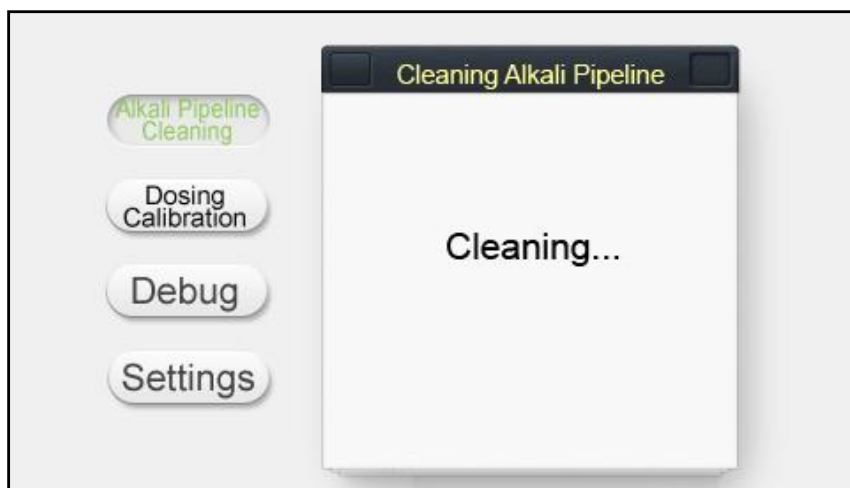 Cleaning Alkali Pipeline
Alkali Pipeline
Cleaning
Dosing
Calibration
Cleaning...
Debug
Settings